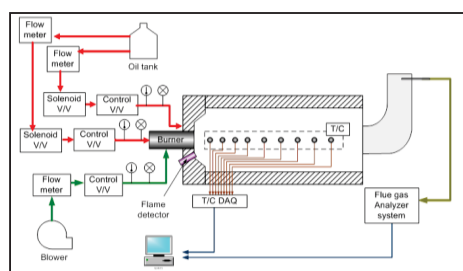 Flow
meter
Flow
meter
Oil tank
Solenoid
V/V
Control
V/V
Solenoid
V/V
Control
V/V
Burner
T/C
Flow
meter
Control
V/V
Flame
detector
T/C DAQ
Blower
Flue gas
Analyzer
system